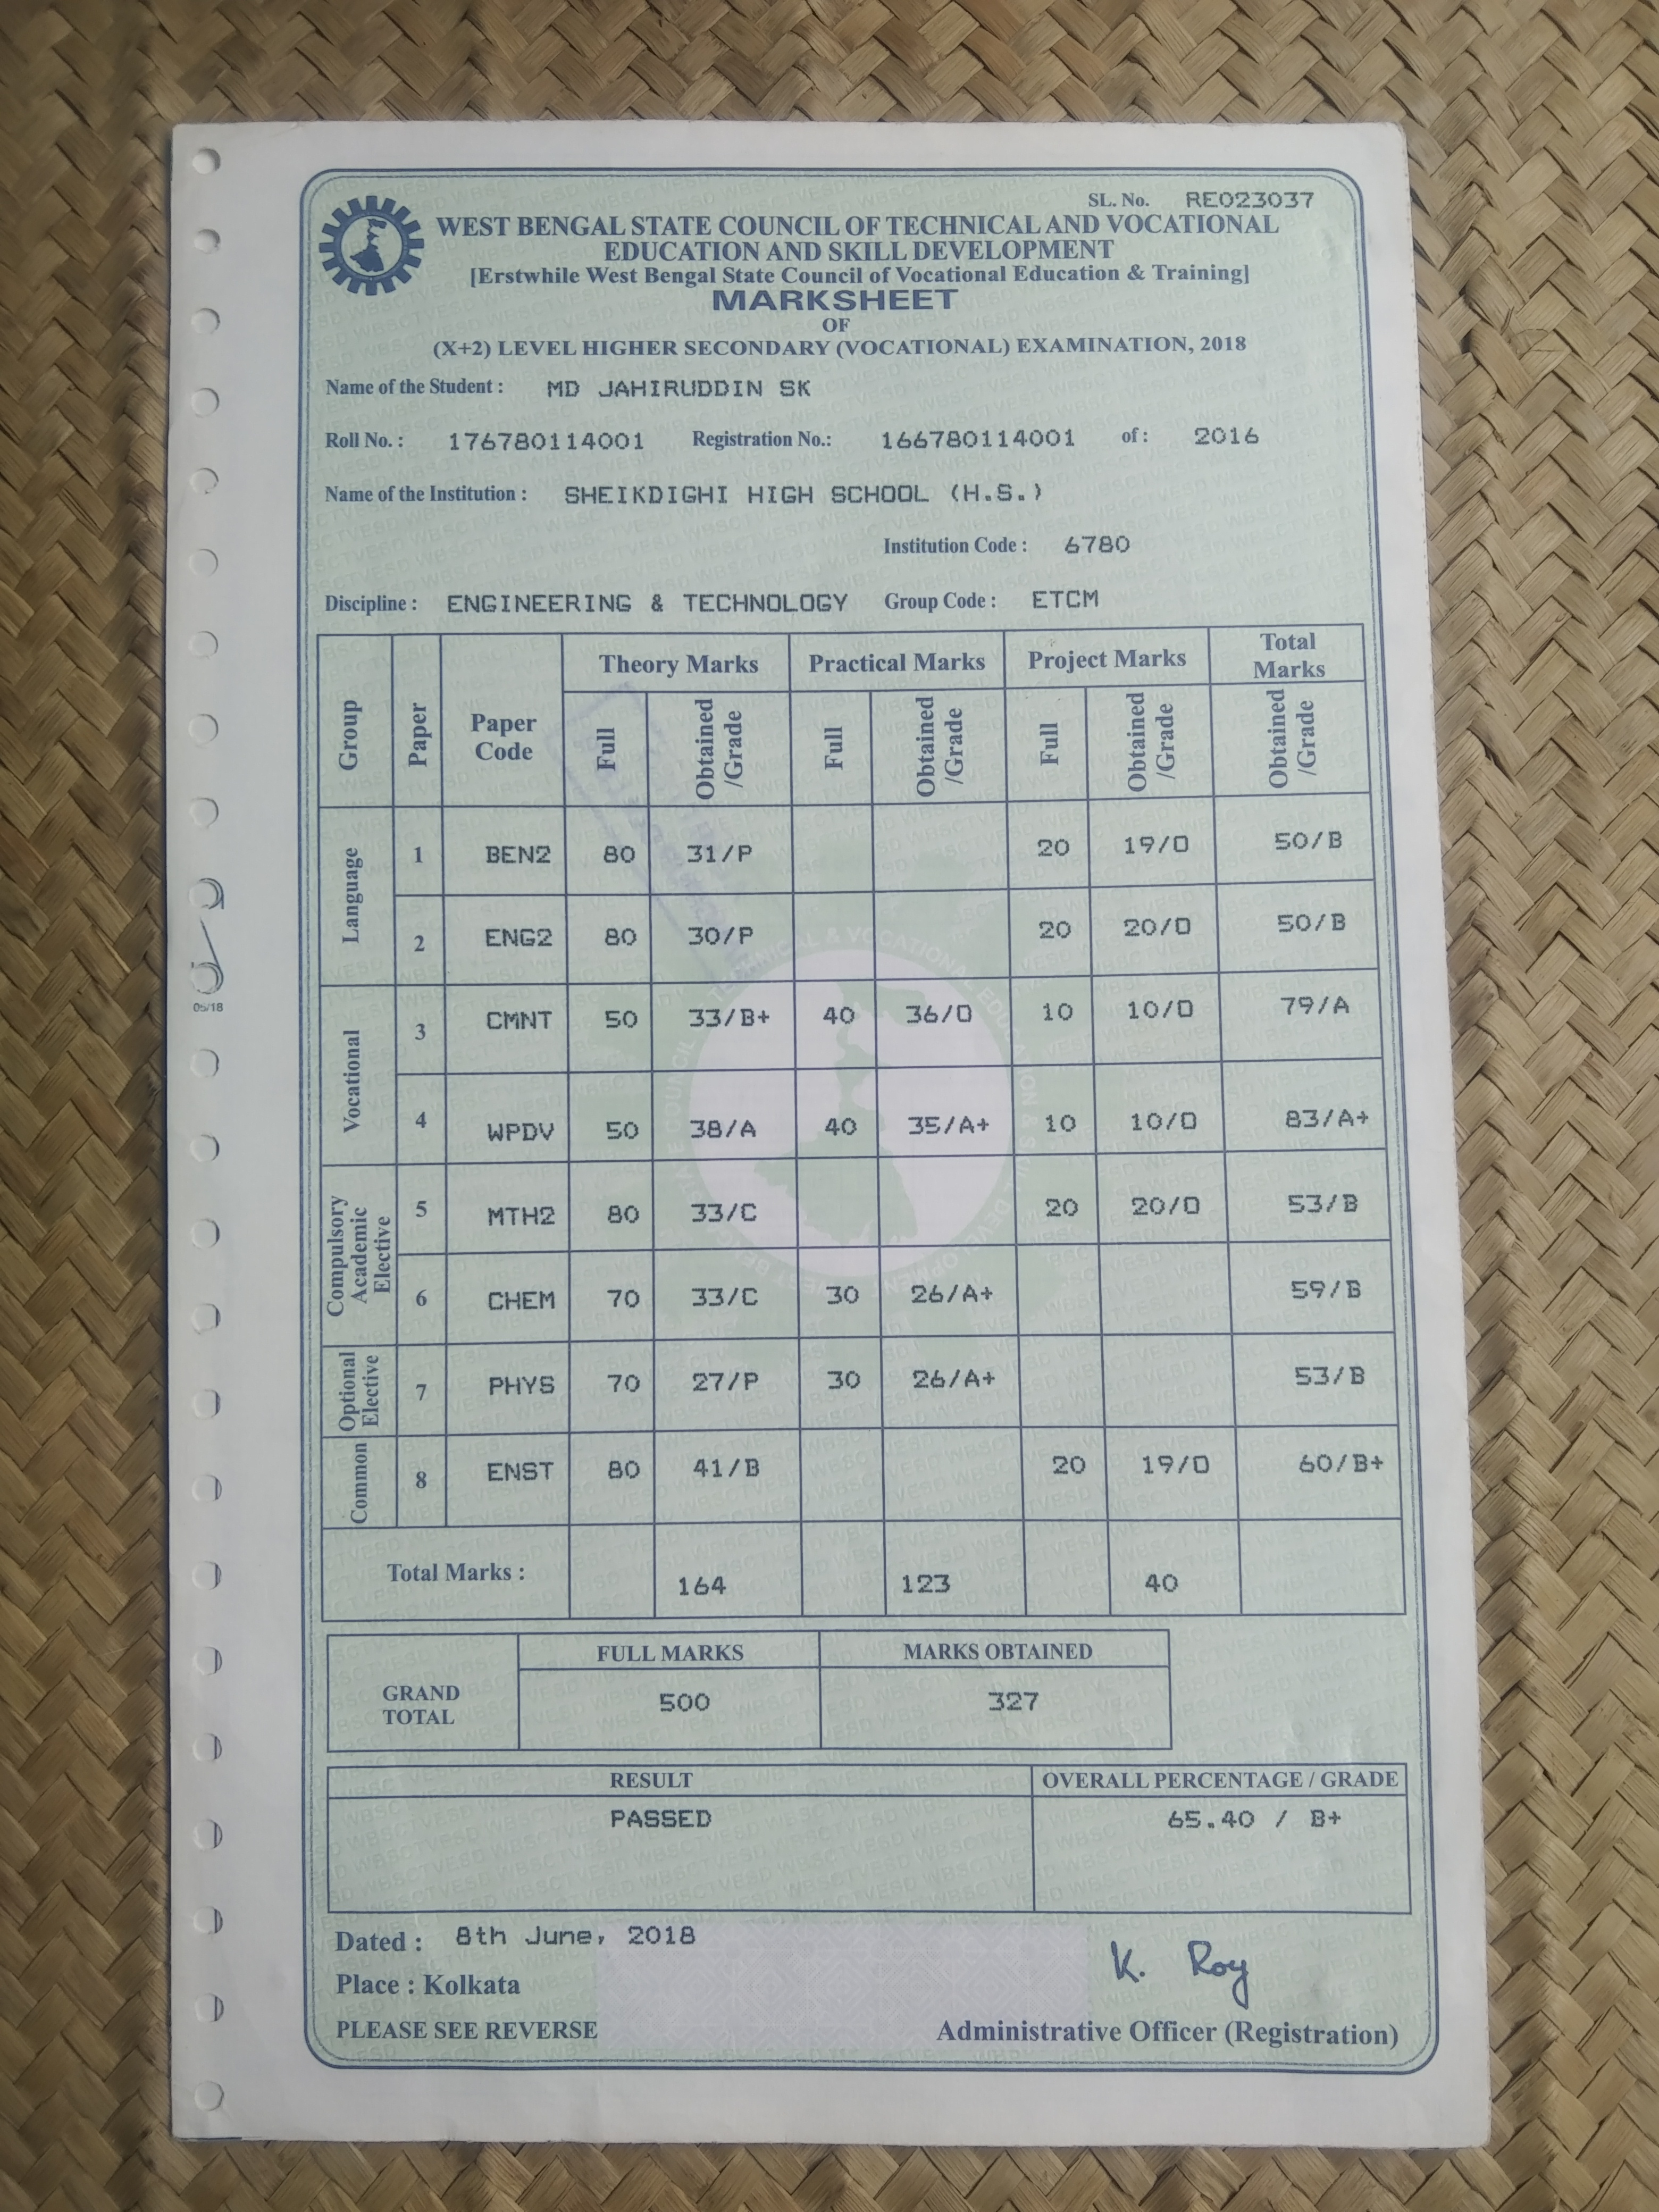 SL. No. RE023037
WEST BENGAL STATE COUNCIL OF TECHNICAL AND VOCATIONAL
EDUCATION AND SKILL DEVELOPMENT
[Erstwhile West Bengal State Council of Vocational Education & Training]
MARKSHEET
OF
(X+2) LEVEL HIGHER SECONDARY (VOCATIONAL) EXAMINATION, 2018
Name of the Student : MD JAHIRUDDIN SK
Roll No. : 176780114001 Registration No.: 166780114001 of : 2016
Name of the Institution : SHEIKDIGHI HIGH SCHOOL (H.S.)
Institution Code : 6780
Discipline : ENGINEERING & TECHNOLOGY Group Code : ETCM
Group Paper Paper Code Theory Marks Practical Marks Project Marks Total Marks
Full Obtained /Grade Full Obtained /Grade Full Obtained /Grade Obtained /Grade
Language 1 BEN2 80 31/P 20 19/O 50/B
2 ENG2 80 30/P 20 20/O 50/B
Vocational 3 CMNT 50 33/B+ 40 36/O 10 10/O 79/A
4 WPDV 50 38/A 40 35/A+ 10 10/O 83/A+
Compulsory Academic Elective 5 MTH2 80 33/C 20 20/O 53/B
6 CHEM 70 33/C 30 26/A+ 59/B
Optional Elective 7 PHYS 70 27/P 30 26/A+ 53/B
Common 8 ENST 80 41/B 20 19/O 60/B+
Total Marks : 164 123 40
FULL MARKS MARKS OBTAINED
GRAND TOTAL 500 327
RESULT OVERALL PERCENTAGE / GRADE
PASSED 65.40 / B+
Dated : 8th June, 2018
Place : Kolkata
K. Roy
PLEASE SEE REVERSE Administrative Officer (Registration)
05/18